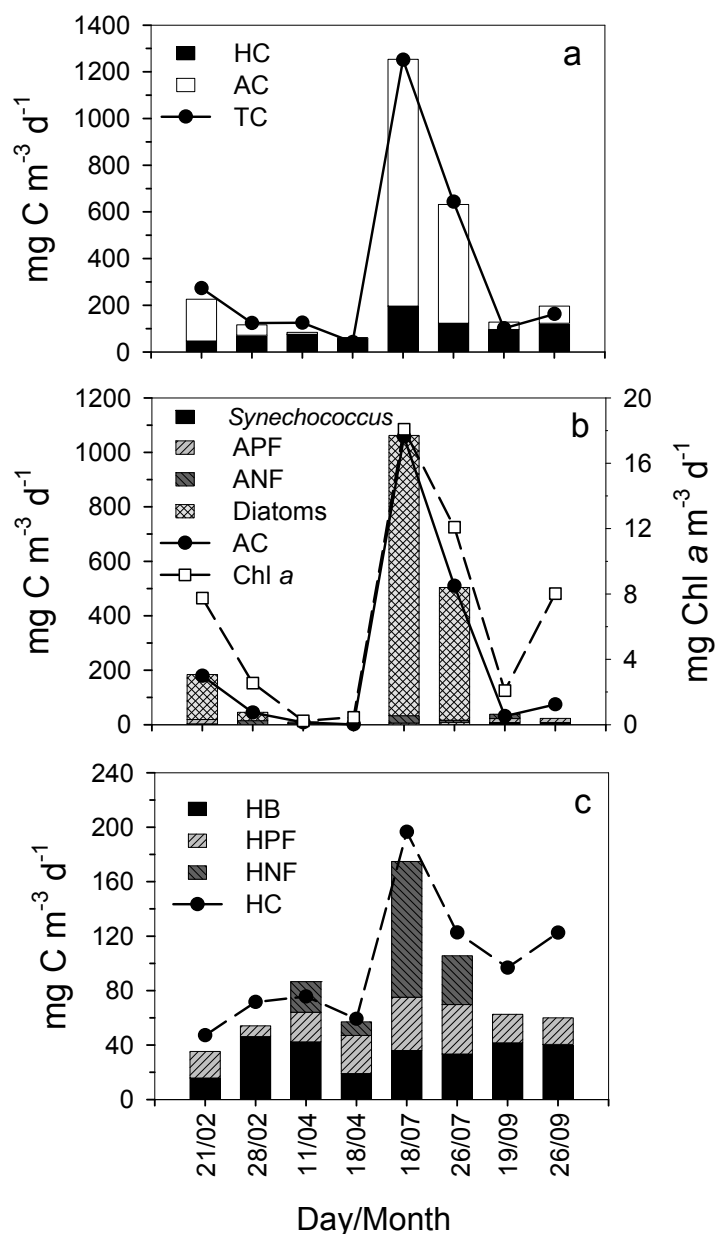 a
HC
AC
TC
1400
1200
1000
800
600
400
200
0
mg C m⁻³ d⁻¹
b
Synechococcus
APF
ANF
Diatoms
AC
Chl a
1200
1000
800
600
400
200
0
mg C m⁻³ d⁻¹
20
16
12
8
4
0
mg Chl a m⁻³ d⁻¹
c
HB
HPF
HNF
HC
240
200
160
120
80
40
0
mg C m⁻³ d⁻¹
21/02
28/02
11/04
18/04
18/07
26/07
19/09
26/09
Day/Month